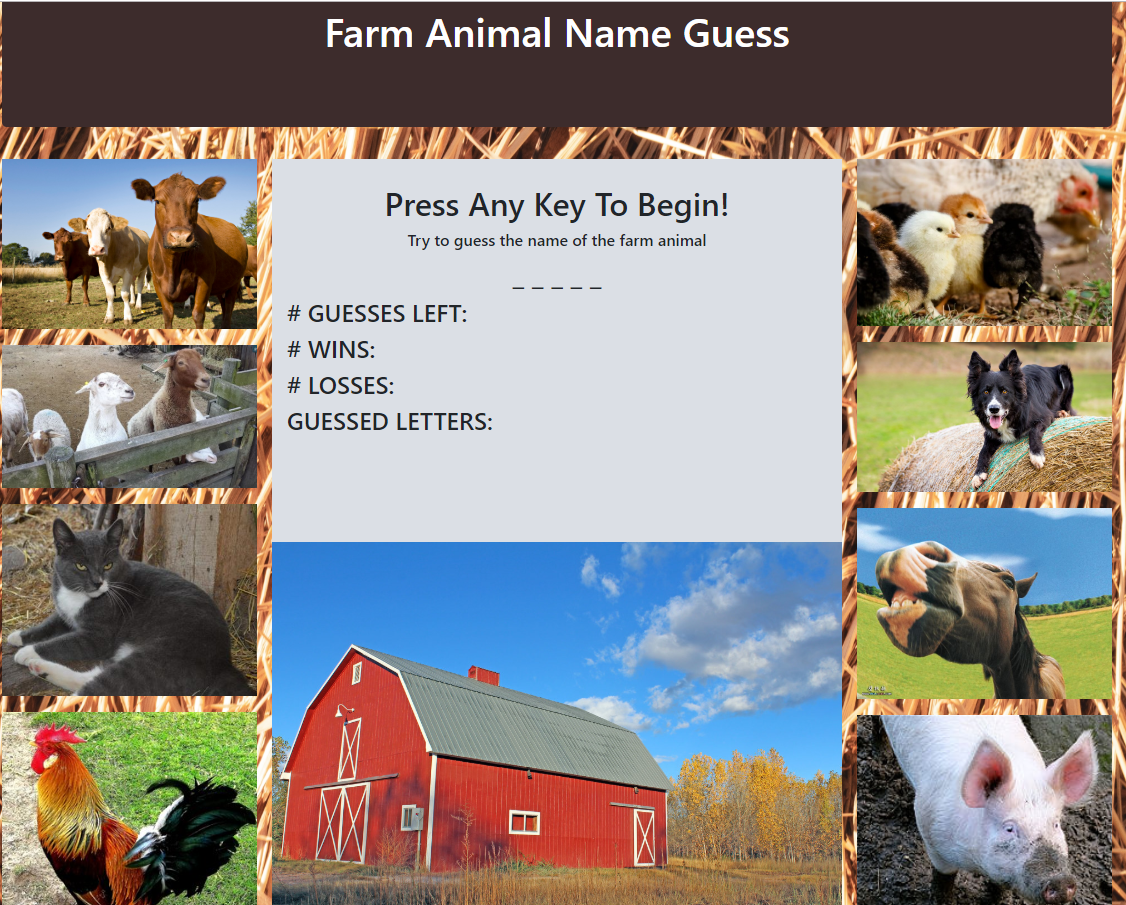 Farm Animal Name Guess
Press Any Key To Begin!
Try to guess the name of the farm animal
_ _ _ _ _
# GUESSES LEFT:
# WINS:
# LOSSES:
GUESSED LETTERS: